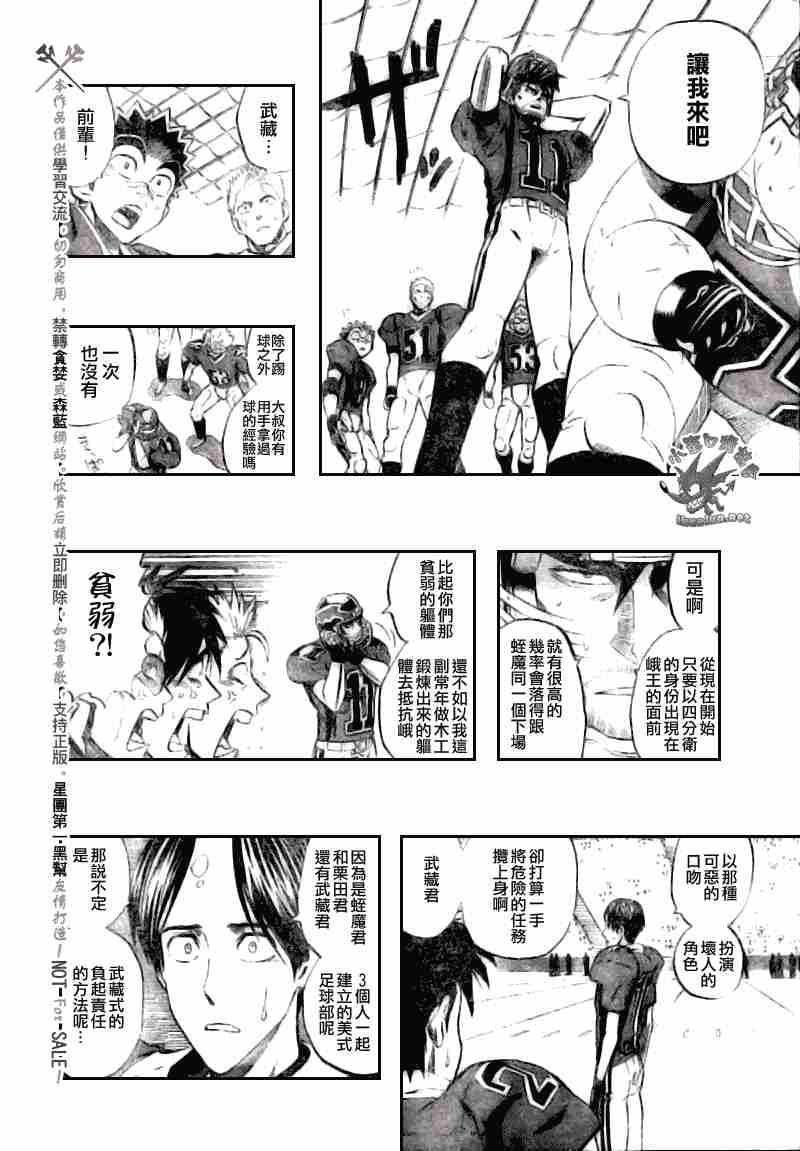 讓我來吧
武藏…
前輩！
除了踢
球之外
大叔你有
用手拿過
球的經驗嗎
一次
也沒有
可是啊
從現在開始
只要以四分衛
的身份出現在
峨王的面前
就有很高的
幾率會落得跟
蛭魔同一個下場
比起你們那
貧弱的軀體
還不如以我這
副常年做木工
鍛煉出來的軀
體去抵抗峨
貧弱?!
以那種
可惡的
口吻
扮演
壞人的
角色
卻打算一手
將危險的任務
攬上身啊
武藏君
因為是蛭魔君
和栗田君
還有武藏君
3個人一起
建立的美式
足球部呢
那說不定
是
武藏式的
負起責任
的方法呢…
本作品僅供學習交流！切勿商用，禁轉貪婪或森藍網站。欣賞后請立即刪除！如您喜歡！支持正版。星團第一黑幫友情打造！NOT-For-SALE！